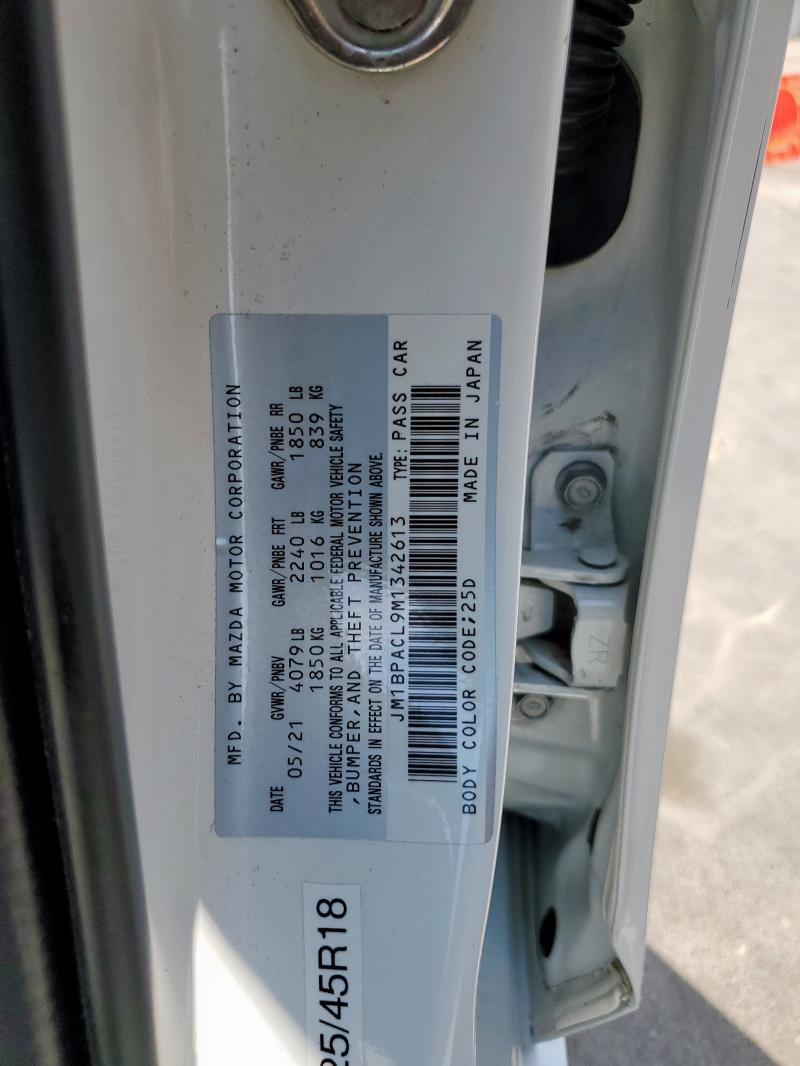 MFD. BY MAZDA MOTOR CORPORATION
DATE GVWR/PNBV GAWR/PNBE FRT GAWR/PNBE RR
05/21 4079 LB 2240 LB 1850 LB
1850 KG 1016 KG 839 KG
THIS VEHICLE CONFORMS TO ALL APPLICABLE FEDERAL MOTOR VEHICLE SAFETY
,BUMPER,AND THEFT PREVENTION
STANDARDS IN EFFECT ON THE DATE OF MANUFACTURE SHOWN ABOVE.
JM1BPACL9M1342613 TYPE: PASS CAR
BODY COLOR CODE;25D MADE IN JAPAN
25/45R18
ZR